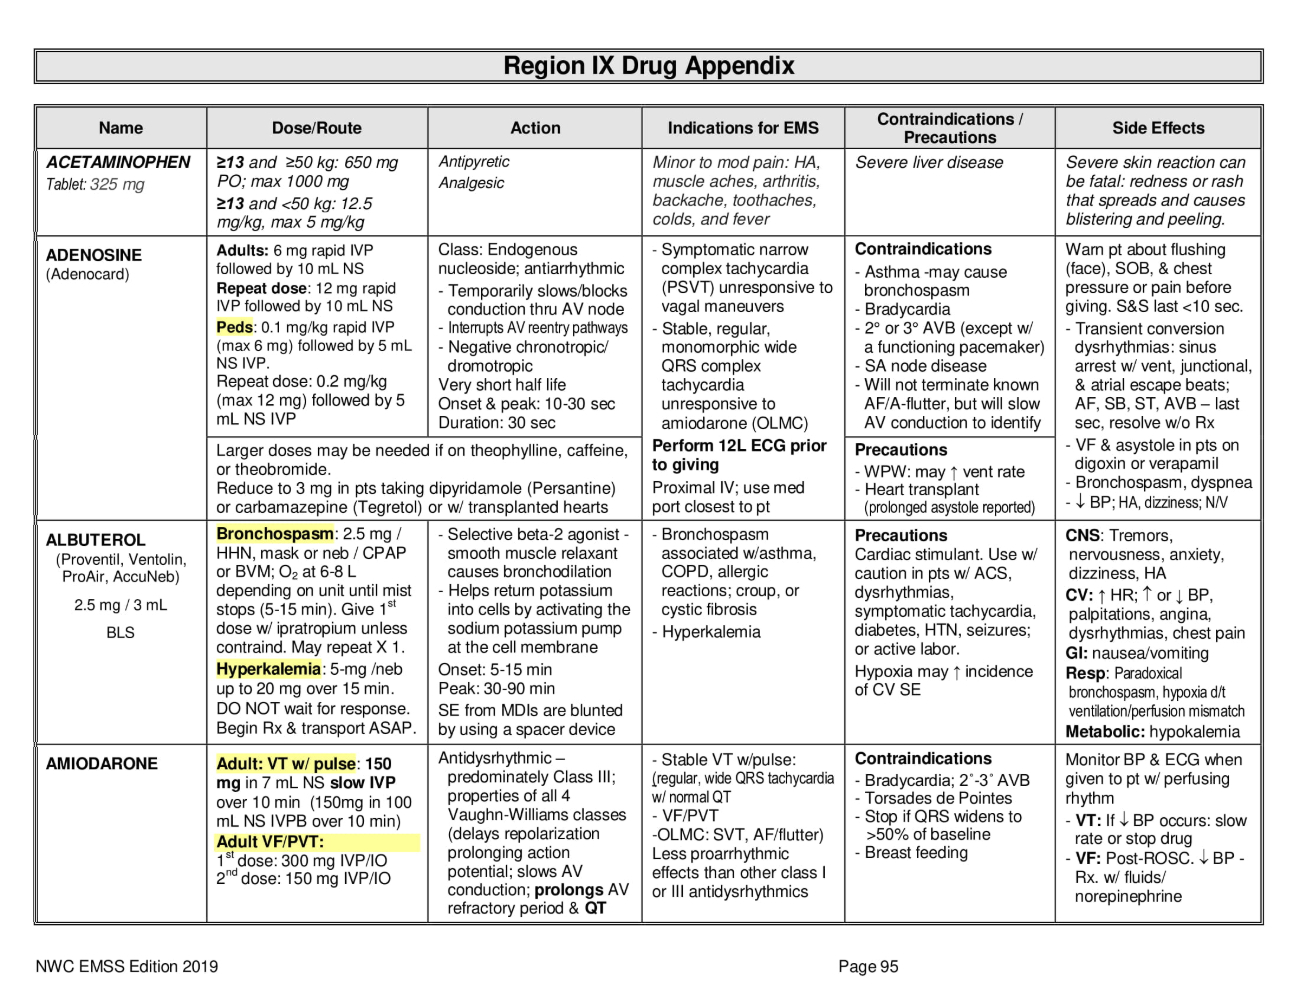 Region IX Drug Appendix
Name
Dose/Route
Action
Indications for EMS
Contraindications /
Precautions
Side Effects
ACETAMINOPHEN
Tablet: 325 mg
≥13 and ≥50 kg: 650 mg
PO; max 1000 mg
≥13 and <50 kg: 12.5
mg/kg, max 5 mg/kg
Antipyretic
Analgesic
Minor to mod pain: HA,
muscle aches, arthritis,
backache, toothaches,
colds, and fever
Severe liver disease
Severe skin reaction can
be fatal: redness or rash
that spreads and causes
blistering and peeling.
ADENOSINE
(Adenocard)
Adults: 6 mg rapid IVP
followed by 10 mL NS
Repeat dose: 12 mg rapid
IVP followed by 10 mL NS
Peds: 0.1 mg/kg rapid IVP
(max 6 mg) followed by 5 mL
NS IVP.
Repeat dose: 0.2 mg/kg
(max 12 mg) followed by 5
mL NS IVP
Class: Endogenous
nucleoside; antiarrhythmic
- Temporarily slows/blocks
conduction thru AV node
- Interrupts AV reentry pathways
- Negative chronotropic/
dromotropic
Very short half life
Onset & peak: 10-30 sec
Duration: 30 sec
Larger doses may be needed if on theophylline, caffeine,
or theobromide.
Reduce to 3 mg in pts taking dipyridamole (Persantine)
or carbamazepine (Tegretol) or w/ transplanted hearts
- Symptomatic narrow
complex tachycardia
(PSVT) unresponsive to
vagal maneuvers
- Stable, regular,
monomorphic wide
QRS complex
tachycardia
unresponsive to
amiodarone (OLMC)
Perform 12L ECG prior
to giving
Proximal IV; use med
port closest to pt
Contraindications
- Asthma -may cause
bronchospasm
- Bradycardia
- 2° or 3° AVB (except w/
a functioning pacemaker)
- SA node disease
- Will not terminate known
AF/A-flutter, but will slow
AV conduction to identify
Precautions
- WPW: may ↑ vent rate
- Heart transplant
(prolonged asystole reported)
Warn pt about flushing
(face), SOB, & chest
pressure or pain before
giving. S&S last <10 sec.
- Transient conversion
dysrhythmias: sinus
arrest w/ vent, junctional,
& atrial escape beats;
AF, SB, ST, AVB – last
sec, resolve w/o Rx
- VF & asystole in pts on
digoxin or verapamil
- Bronchospasm, dyspnea
- ↓ BP; HA, dizziness; N/V
ALBUTEROL
(Proventil, Ventolin,
ProAir, AccuNeb)
2.5 mg / 3 mL
BLS
Bronchospasm: 2.5 mg /
HHN, mask or neb / CPAP
or BVM; O₂ at 6-8 L
depending on unit until mist
stops (5-15 min). Give 1st
dose w/ ipratropium unless
contraind. May repeat X 1.
Hyperkalemia: 5-mg /neb
up to 20 mg over 15 min.
DO NOT wait for response.
Begin Rx & transport ASAP.
- Selective beta-2 agonist -
smooth muscle relaxant
causes bronchodilation
- Helps return potassium
into cells by activating the
sodium potassium pump
at the cell membrane
Onset: 5-15 min
Peak: 30-90 min
SE from MDIs are blunted
by using a spacer device
- Bronchospasm
associated w/asthma,
COPD, allergic
reactions; croup, or
cystic fibrosis
- Hyperkalemia
Precautions
Cardiac stimulant. Use w/
caution in pts w/ ACS,
dysrhythmias,
symptomatic tachycardia,
diabetes, HTN, seizures;
or active labor.
Hypoxia may ↑ incidence
of CV SE
CNS: Tremors,
nervousness, anxiety,
dizziness, HA
CV: ↑ HR; ↑ or ↓ BP,
palpitations, angina,
dysrhythmias, chest pain
GI: nausea/vomiting
Resp: Paradoxical
bronchospasm, hypoxia d/t
ventilation/perfusion mismatch
Metabolic: hypokalemia
AMIODARONE
Adult: VT w/ pulse: 150
mg in 7 mL NS slow IVP
over 10 min (150mg in 100
mL NS IVPB over 10 min)
Adult VF/PVT:
1st dose: 300 mg IVP/IO
2nd dose: 150 mg IVP/IO
Antidysrhythmic –
predominately Class III;
properties of all 4
Vaughn-Williams classes
(delays repolarization
prolonging action
potential; slows AV
conduction; prolongs AV
refractory period & QT
- Stable VT w/pulse:
(regular, wide QRS tachycardia
w/ normal QT
- VF/PVT
-OLMC: SVT, AF/flutter)
Less proarrhythmic
effects than other class I
or III antidysrhythmics
Contraindications
- Bradycardia; 2°-3° AVB
- Torsades de Pointes
- Stop if QRS widens to
>50% of baseline
- Breast feeding
Monitor BP & ECG when
given to pt w/ perfusing
rhythm
- VT: If ↓ BP occurs: slow
rate or stop drug
- VF: Post-ROSC. ↓ BP -
Rx. w/ fluids/
norepinephrine
NWC EMSS Edition 2019
Page 95